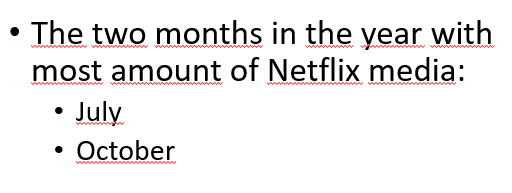 • The two months in the year with
most amount of Netflix media:
• July
• October